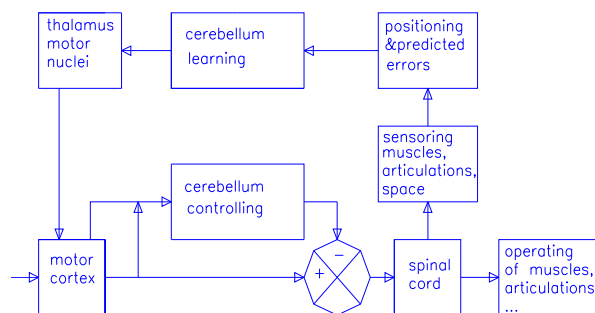 thalamus
motor
nuclei
cerebellum
learning
positioning
&predicted
errors
sensoring
muscles,
articulations,
space
cerebellum
controlling
motor
cortex
+
−
spinal
cord
operating
of muscles,
articulations
...